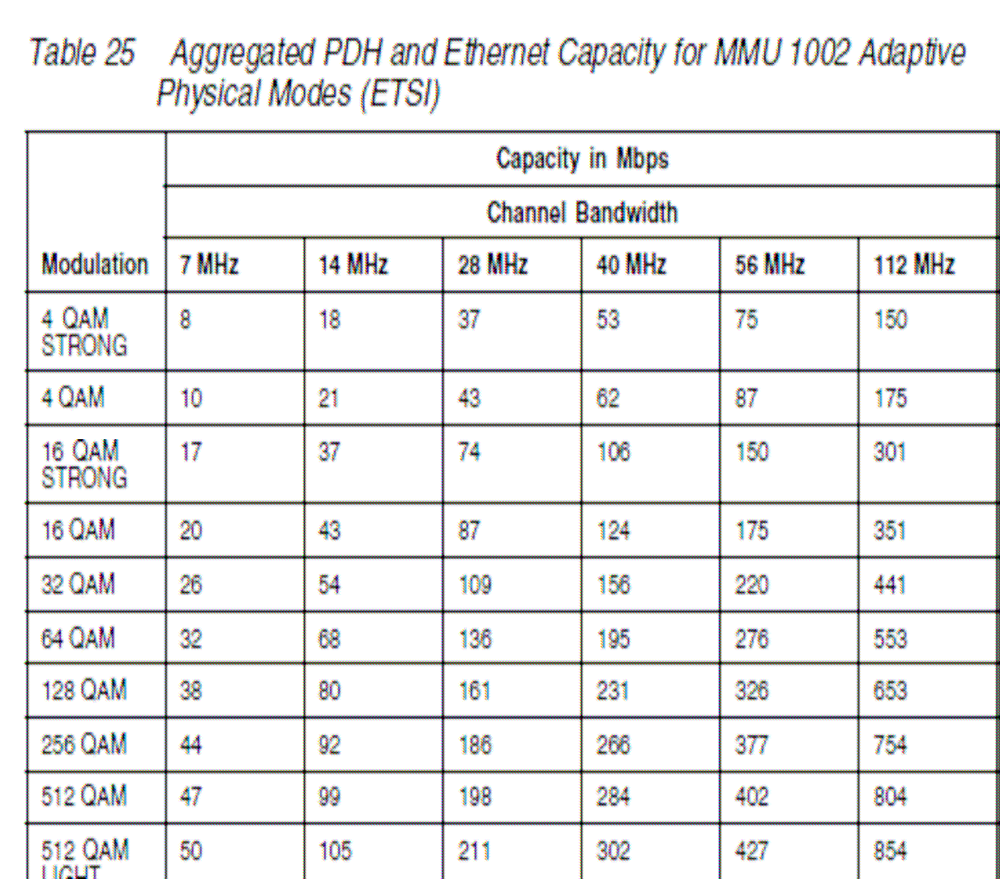 Table 25 Aggregated PDH and Ethernet Capacity for MMU 1002 Adaptive
Physical Modes (ETSI)
Capacity in Mbps
Channel Bandwidth
Modulation 7 MHz 14 MHz 28 MHz 40 MHz 56 MHz 112 MHz
4 QAM 8 18 37 53 75 150
STRONG
4 QAM 10 21 43 62 87 175
16 QAM 17 37 74 106 150 301
STRONG
16 QAM 20 43 87 124 175 351
32 QAM 26 54 109 156 220 441
64 QAM 32 68 136 195 276 553
128 QAM 38 80 161 231 326 653
256 QAM 44 92 186 266 377 754
512 QAM 47 99 198 284 402 804
512 QAM 50 105 211 302 427 854
LIGHT